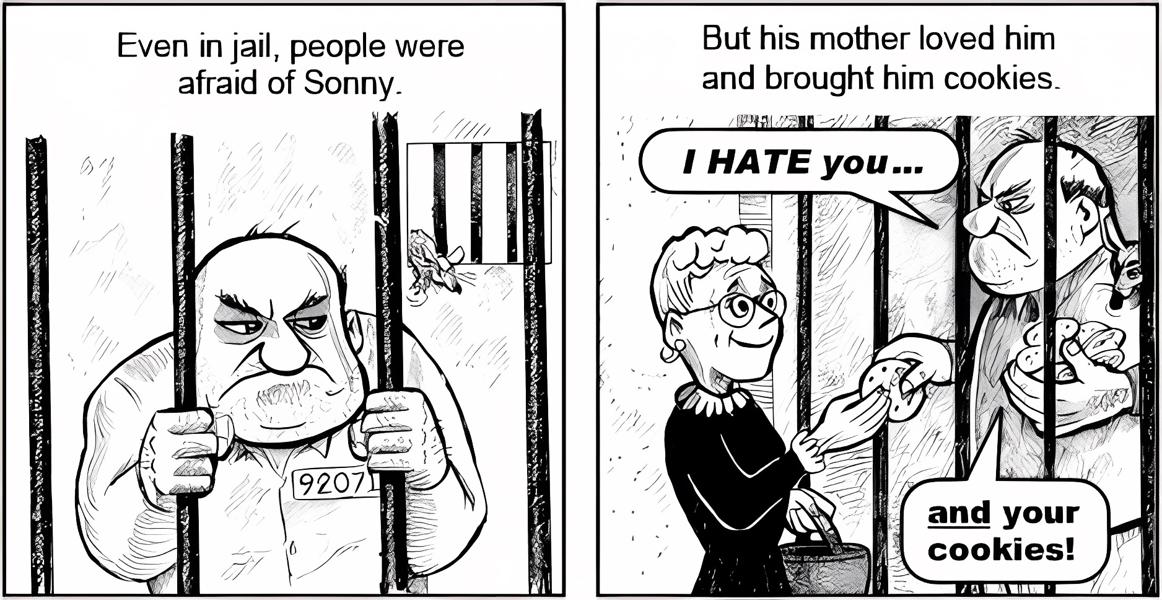 Even in jail, people were
afraid of Sonny.
92071
But his mother loved him
and brought him cookies.
I HATE you...
and your
cookies!